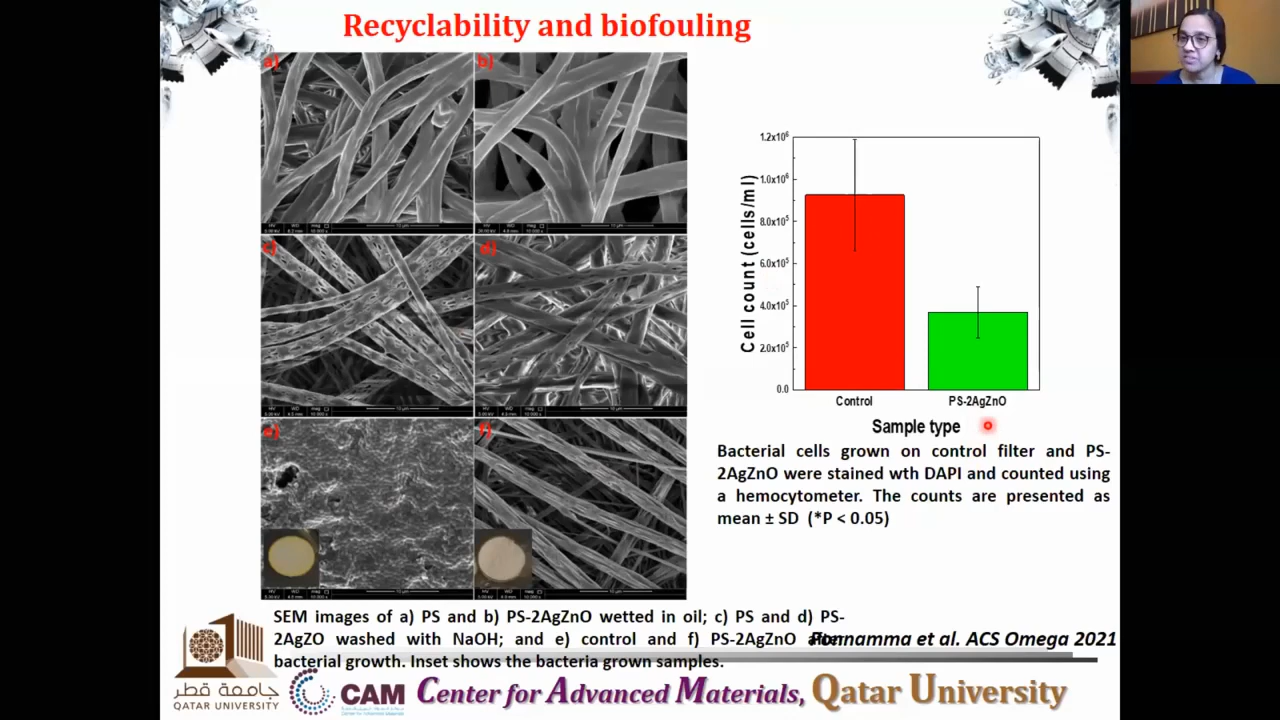 Recyclability and biofouling
a)
b)
c)
d)
e)
f)
1.2x10⁶
1.0x10⁶
8.0x10⁵
6.0x10⁵
4.0x10⁵
2.0x10⁵
0.0
Cell count (cells/ml)
Control
PS-2AgZnO
Sample type
Bacterial cells grown on control filter and PS-
2AgZnO were stained wth DAPI and counted using
a hemocytometer. The counts are presented as
mean ± SD (*P < 0.05)
SEM images of a) PS and b) PS-2AgZnO wetted in oil; c) PS and d) PS-
2AgZO washed with NaOH; and e) control and f) PS-2AgZnO after
bacterial growth. Inset shows the bacteria grown samples.
Ponnamma et al. ACS Omega 2021
جامعة قطر
QATAR UNIVERSITY
CAM
Center for Advanced Materials
Center for Advanced Materials, Qatar University